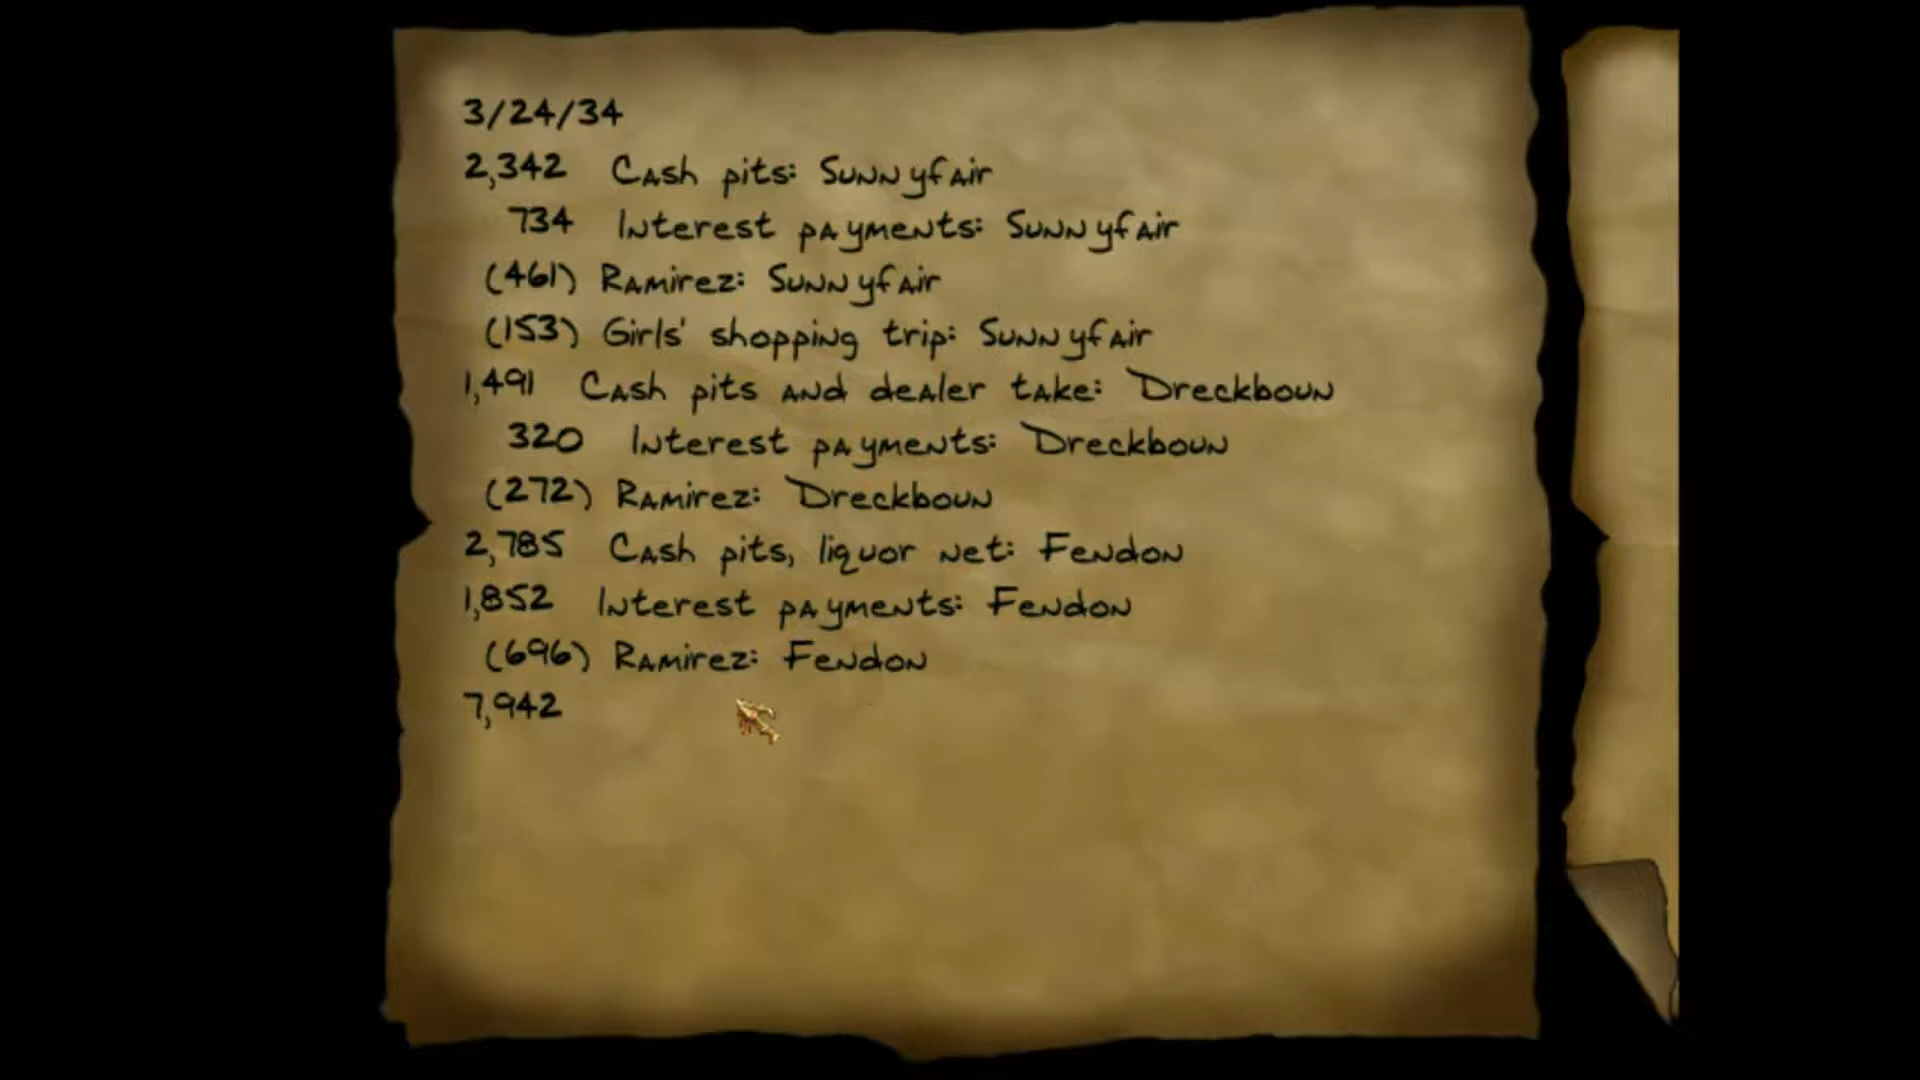 3/24/34
2,342 Cash pits: Sunnyfair
734 Interest payments: Sunnyfair
(461) Ramirez: Sunnyfair
(153) Girls' shopping trip: Sunnyfair
1,491 Cash pits and dealer take: Dreckboun
320 Interest payments: Dreckboun
(272) Ramirez: Dreckboun
2,785 Cash pits, liquor net: Fendon
1,852 Interest payments: Fendon
(696) Ramirez: Fendon
7,942